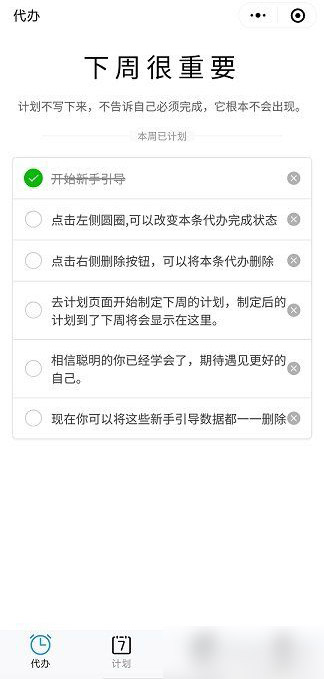 代办
下周很重要
计划不写下来，不告诉自己必须完成，它根本不会出现。
本周已计划
开始新手引导
点击左侧圆圈,可以改变本条代办完成状态
点击右侧删除按钮，可以将本条代办删除
去计划页面开始制定下周的计划，制定后的
计划到了下周将会显示在这里。
相信聪明的你已经学会了，期待遇见更好的
自己。
现在你可以将这些新手引导数据都一一删除
7
代办
计划